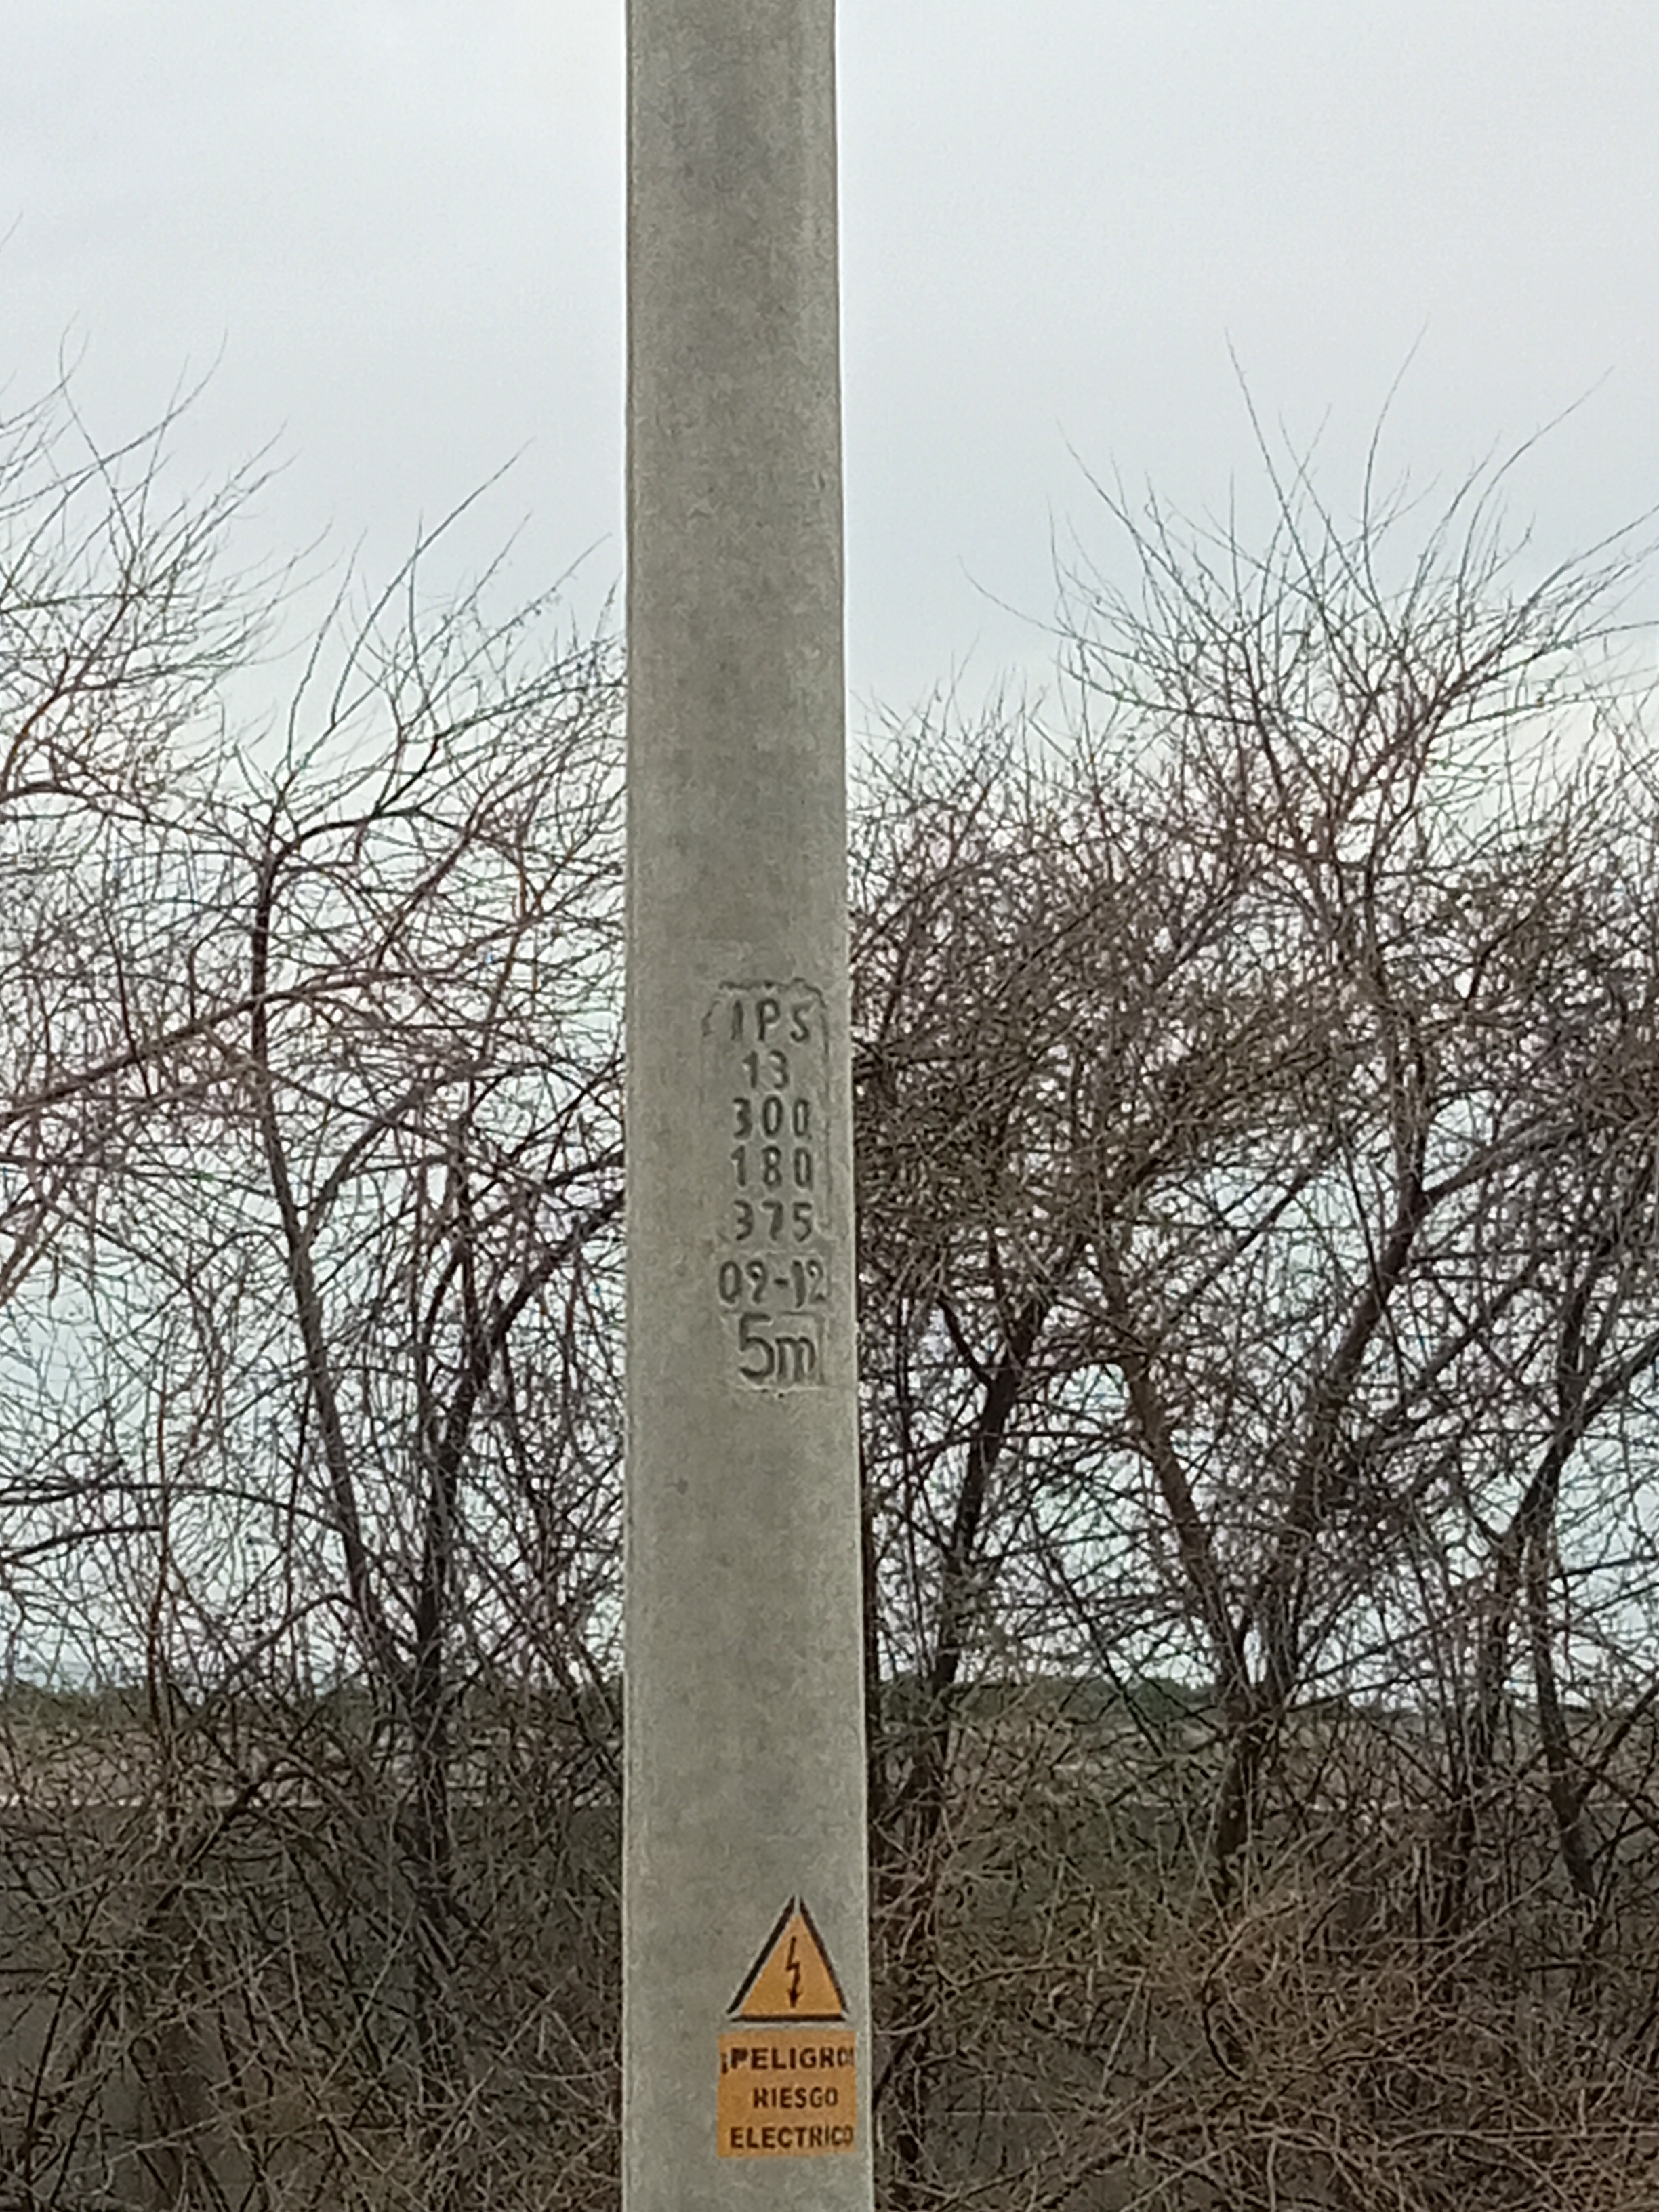 IPS
13
300
180
375
09-12
5m
¡PELIGRO!
RIESGO
ELECTRICO